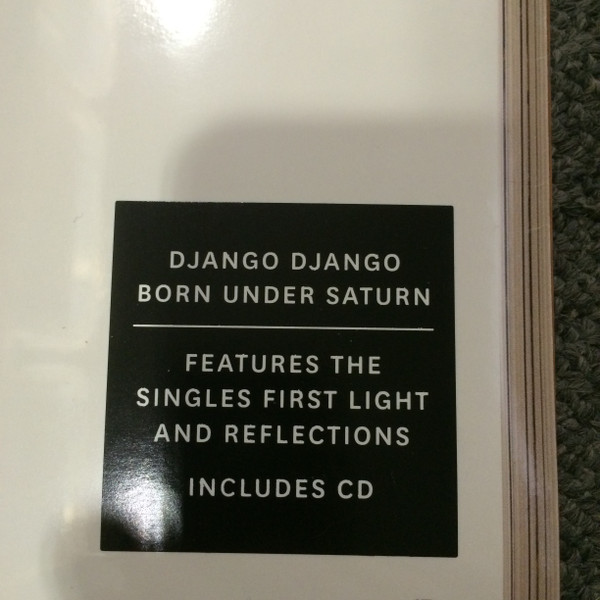 DJANGO DJANGO
BORN UNDER SATURN
FEATURES THE
SINGLES FIRST LIGHT
AND REFLECTIONS
INCLUDES CD